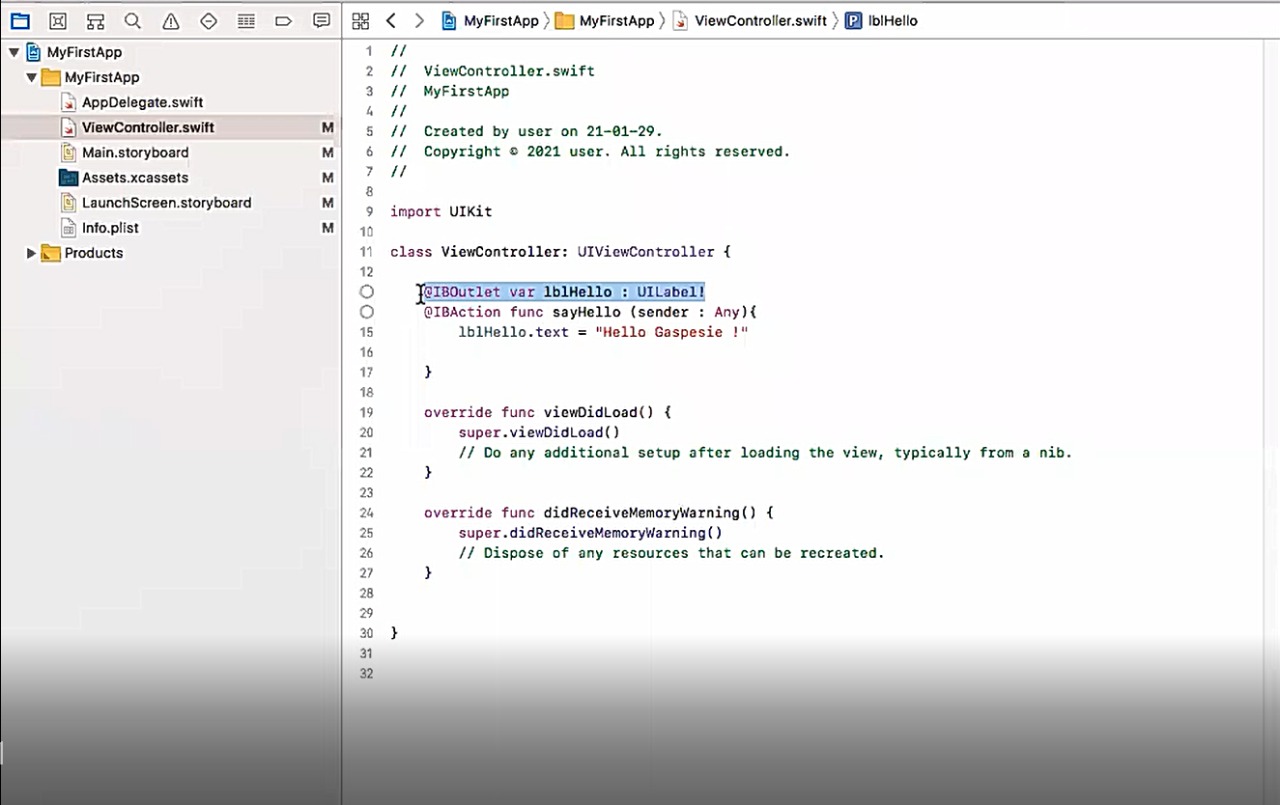 MyFirstApp
MyFirstApp
AppDelegate.swift
ViewController.swift M
Main.storyboard M
Assets.xcassets M
LaunchScreen.storyboard M
Info.plist M
Products
MyFirstApp MyFirstApp ViewController.swift P lblHello
1 //
2 // ViewController.swift
3 // MyFirstApp
4 //
5 // Created by user on 21-01-29.
6 // Copyright © 2021 user. All rights reserved.
7 //
8
9 import UIKit
10
11 class ViewController: UIViewController {
12
@IBOutlet var lblHello : UILabel!
@IBAction func sayHello (sender : Any){
15 lblHello.text = "Hello Gaspesie !"
16
17 }
18
19 override func viewDidLoad() {
20 super.viewDidLoad()
21 // Do any additional setup after loading the view, typically from a nib.
22 }
23
24 override func didReceiveMemoryWarning() {
25 super.didReceiveMemoryWarning()
26 // Dispose of any resources that can be recreated.
27 }
28
29
30 }
31
32